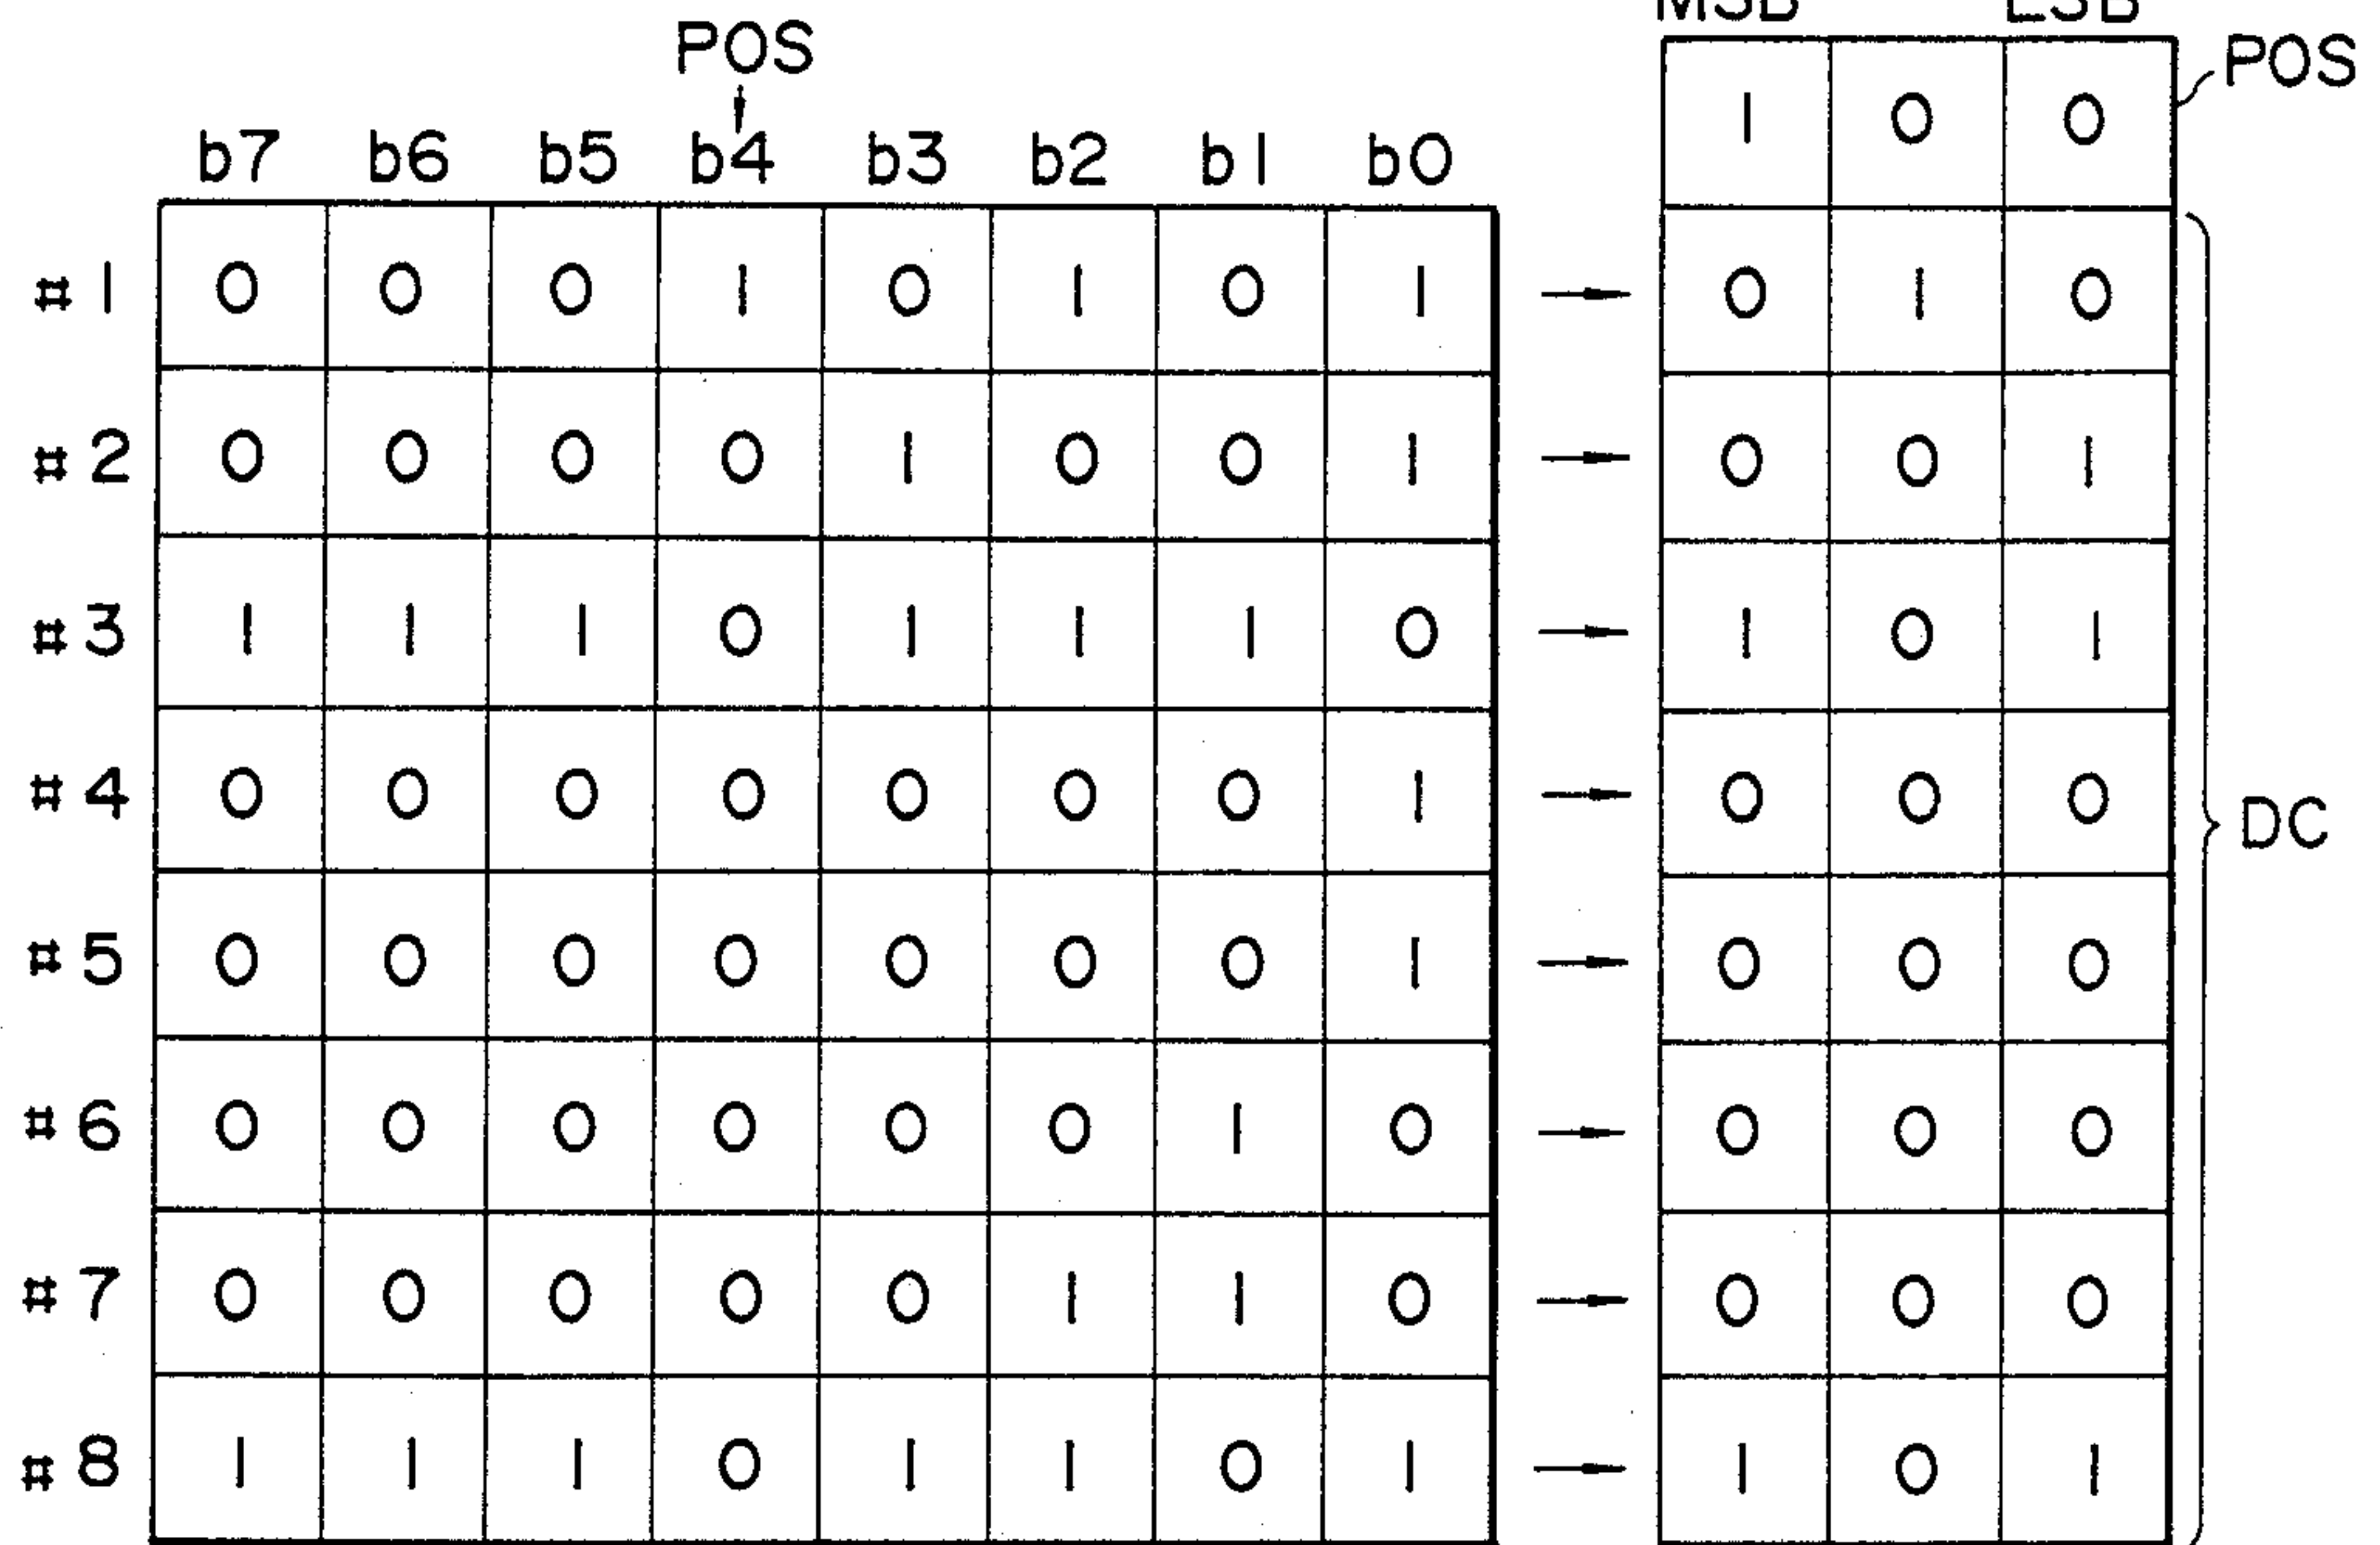 MSB LSB
POS
POS
1 0 0
b7 b6 b5 b4 b3 b2 b1 b0
#1 0 0 0 1 0 1 0 1 → 0 1 0
#2 0 0 0 0 1 0 0 1 → 0 0 1
#3 1 1 1 0 1 1 1 0 → 1 0 1
#4 0 0 0 0 0 0 0 1 → 0 0 0
DC
#5 0 0 0 0 0 0 0 1 → 0 0 0
#6 0 0 0 0 0 0 1 0 → 0 0 0
#7 0 0 0 0 0 1 1 0 → 0 0 0
#8 1 1 1 0 1 1 0 1 → 1 0 1